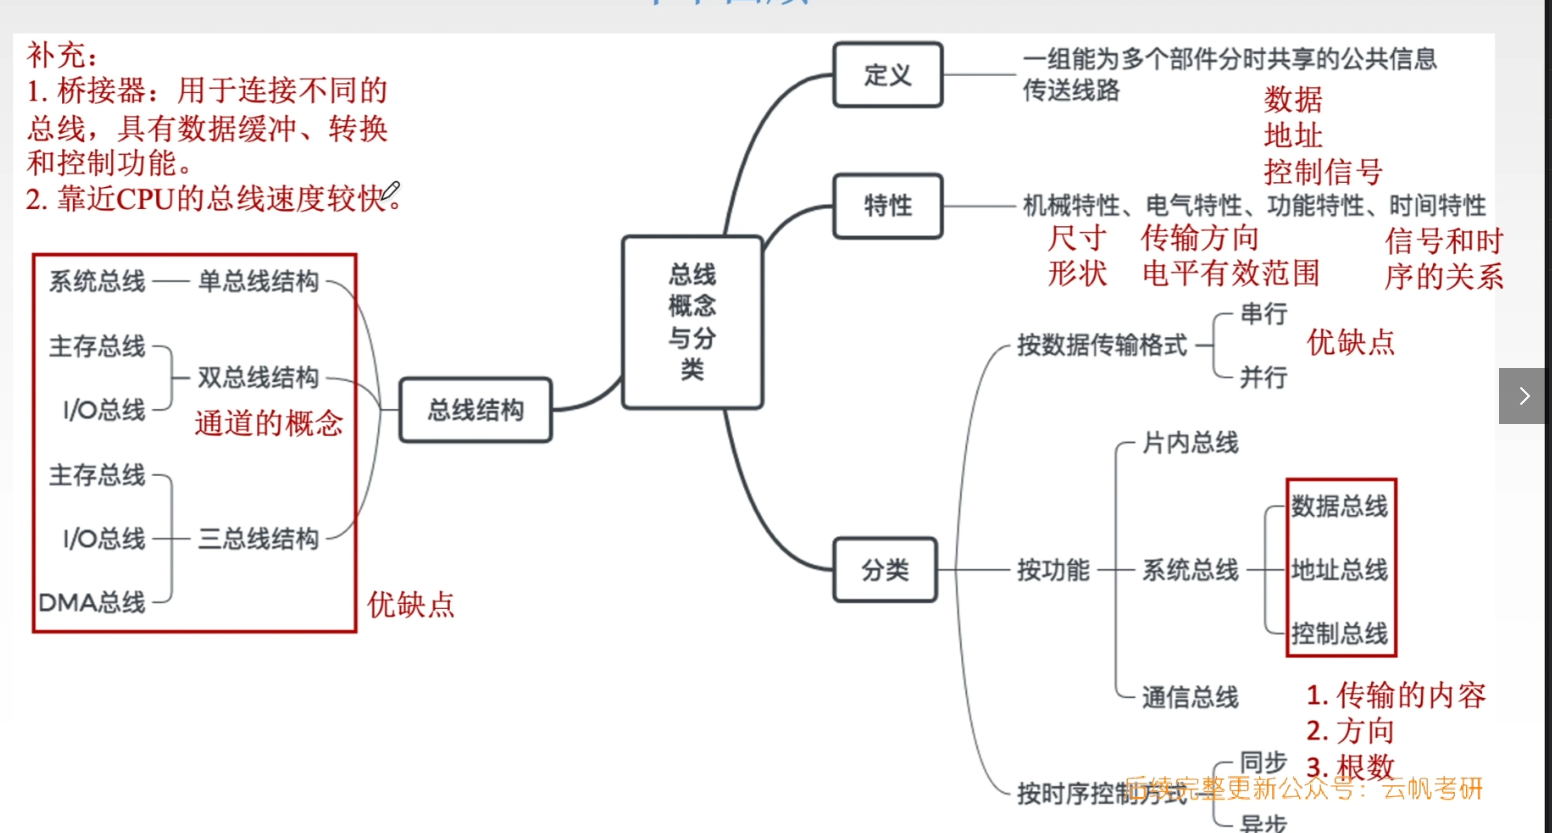 补充：
1. 桥接器：用于连接不同的
总线，具有数据缓冲、转换
和控制功能。
2. 靠近CPU的总线速度较快。
系统总线
单总线结构
主存总线
双总线结构
I/O总线
通道的概念
主存总线
I/O总线
三总线结构
DMA总线
优缺点
总线结构
总线
概念
与分
类
定义
一组能为多个部件分时共享的公共信息
传送线路
数据
地址
控制信号
特性
机械特性、电气特性、功能特性、时间特性
尺寸
形状
传输方向
电平有效范围
信号和时
序的关系
分类
按数据传输格式
串行
并行
优缺点
按功能
片内总线
系统总线
数据总线
地址总线
控制总线
通信总线
1. 传输的内容
2. 方向
3. 根数
按时序控制方式
同步
异步
后续完整更新公众号：云帆考研